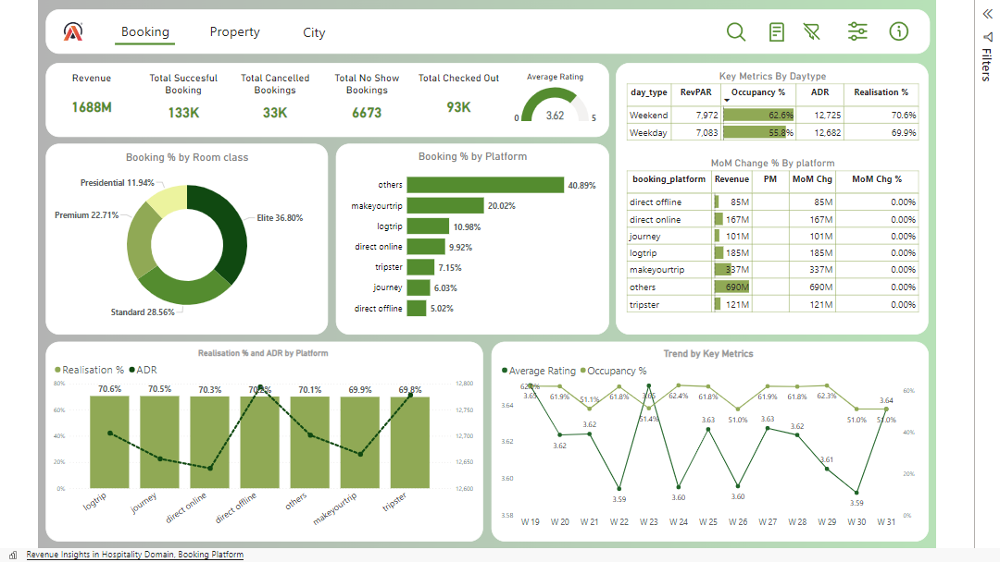 Booking Property City
Filters
Revenue
1688M
Total Succesful
Booking
133K
Total Cancelled
Bookings
33K
Total No Show
Bookings
6673
Total Checked Out
93K
Average Rating
0 3.62 5
Key Metrics By Daytype
day_type RevPAR Occupancy % ADR Realisation %
Weekend 7,972 62.6% 12,725 70.6%
Weekday 7,083 55.8% 12,682 69.9%
MoM Change % By platform
booking_platform Revenue PM MoM Chg MoM Chg %
direct offline 85M 85M 0.00%
direct online 167M 167M 0.00%
journey 101M 101M 0.00%
logtrip 185M 185M 0.00%
makeyourtrip 337M 337M 0.00%
others 690M 690M 0.00%
tripster 121M 121M 0.00%
Booking % by Room class
Presidential 11.94%
Premium 22.71%
Elite 36.80%
Standard 28.56%
Booking % by Platform
others 40.89%
makeyourtrip 20.02%
logtrip 10.98%
direct online 9.92%
tripster 7.15%
journey 6.03%
direct offline 5.02%
Realisation % and ADR by Platform
Realisation % ADR
80% 12,800
70.6% 70.5% 70.3% 70.1% 69.9% 69.8%
60% 12,750
40% 12,700
20% 12,650
0% 12,600
logtrip journey direct online direct offline others makeyourtrip tripster
Trend by Key Metrics
Average Rating Occupancy %
61.9% 51.1% 61.8% 51.4% 62.4% 61.8% 51.0% 61.9% 61.8% 62.3% 51.0% 51.0%
3.65 3.62 3.62 3.59 3.65 3.60 3.63 3.60 3.63 3.62 3.61 3.59 3.64
3.64 60%
3.62 40%
3.60 20%
3.58 0%
W 19 W 20 W 21 W 22 W 23 W 24 W 25 W 26 W 27 W 28 W 29 W 30 W 31
Revenue Insights in Hospitality Domain, Booking Platform